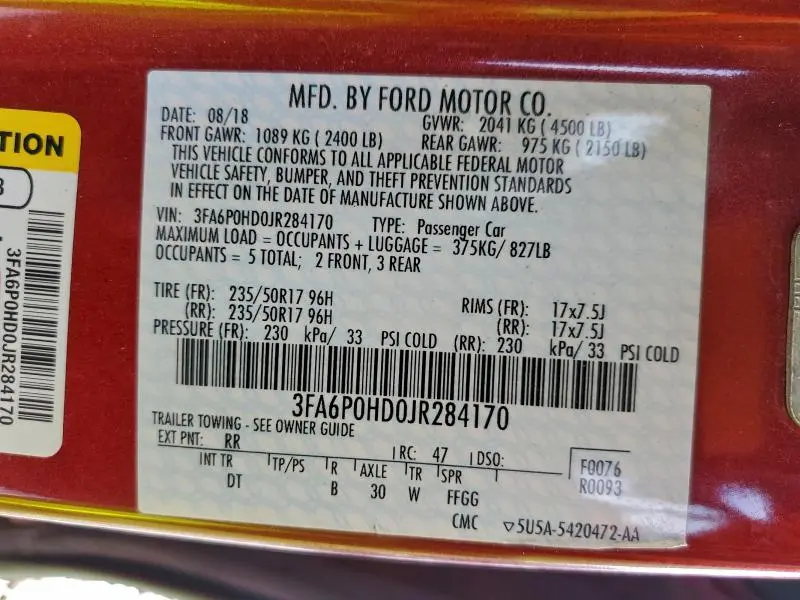 TION
3
3FA6P0HD0JR284170
MFD. BY FORD MOTOR CO.
DATE: 08/18 GVWR: 2041 KG ( 4500 LB)
FRONT GAWR: 1089 KG ( 2400 LB) REAR GAWR: 975 KG ( 2150 LB)
THIS VEHICLE CONFORMS TO ALL APPLICABLE FEDERAL MOTOR
VEHICLE SAFETY, BUMPER, AND THEFT PREVENTION STANDARDS
IN EFFECT ON THE DATE OF MANUFACTURE SHOWN ABOVE.
VIN: 3FA6P0HD0JR284170 TYPE: Passenger Car
MAXIMUM LOAD = OCCUPANTS + LUGGAGE = 375KG/ 827LB
OCCUPANTS = 5 TOTAL; 2 FRONT, 3 REAR
TIRE (FR): 235/50R17 96H RIMS (FR): 17x7.5J
(RR): 235/50R17 96H (RR): 17x7.5J
PRESSURE (FR): 230 kPa/ 33 PSI COLD (RR): 230 kPa/ 33 PSI COLD
3FA6P0HD0JR284170
TRAILER TOWING - SEE OWNER GUIDE
EXT PNT: RR RC: 47 DSO: F0076
INT TR TP/PS R AXLE TR SPR R0093
DT B 30 W FFGG
CMC ▽5U5A-5420472-AA